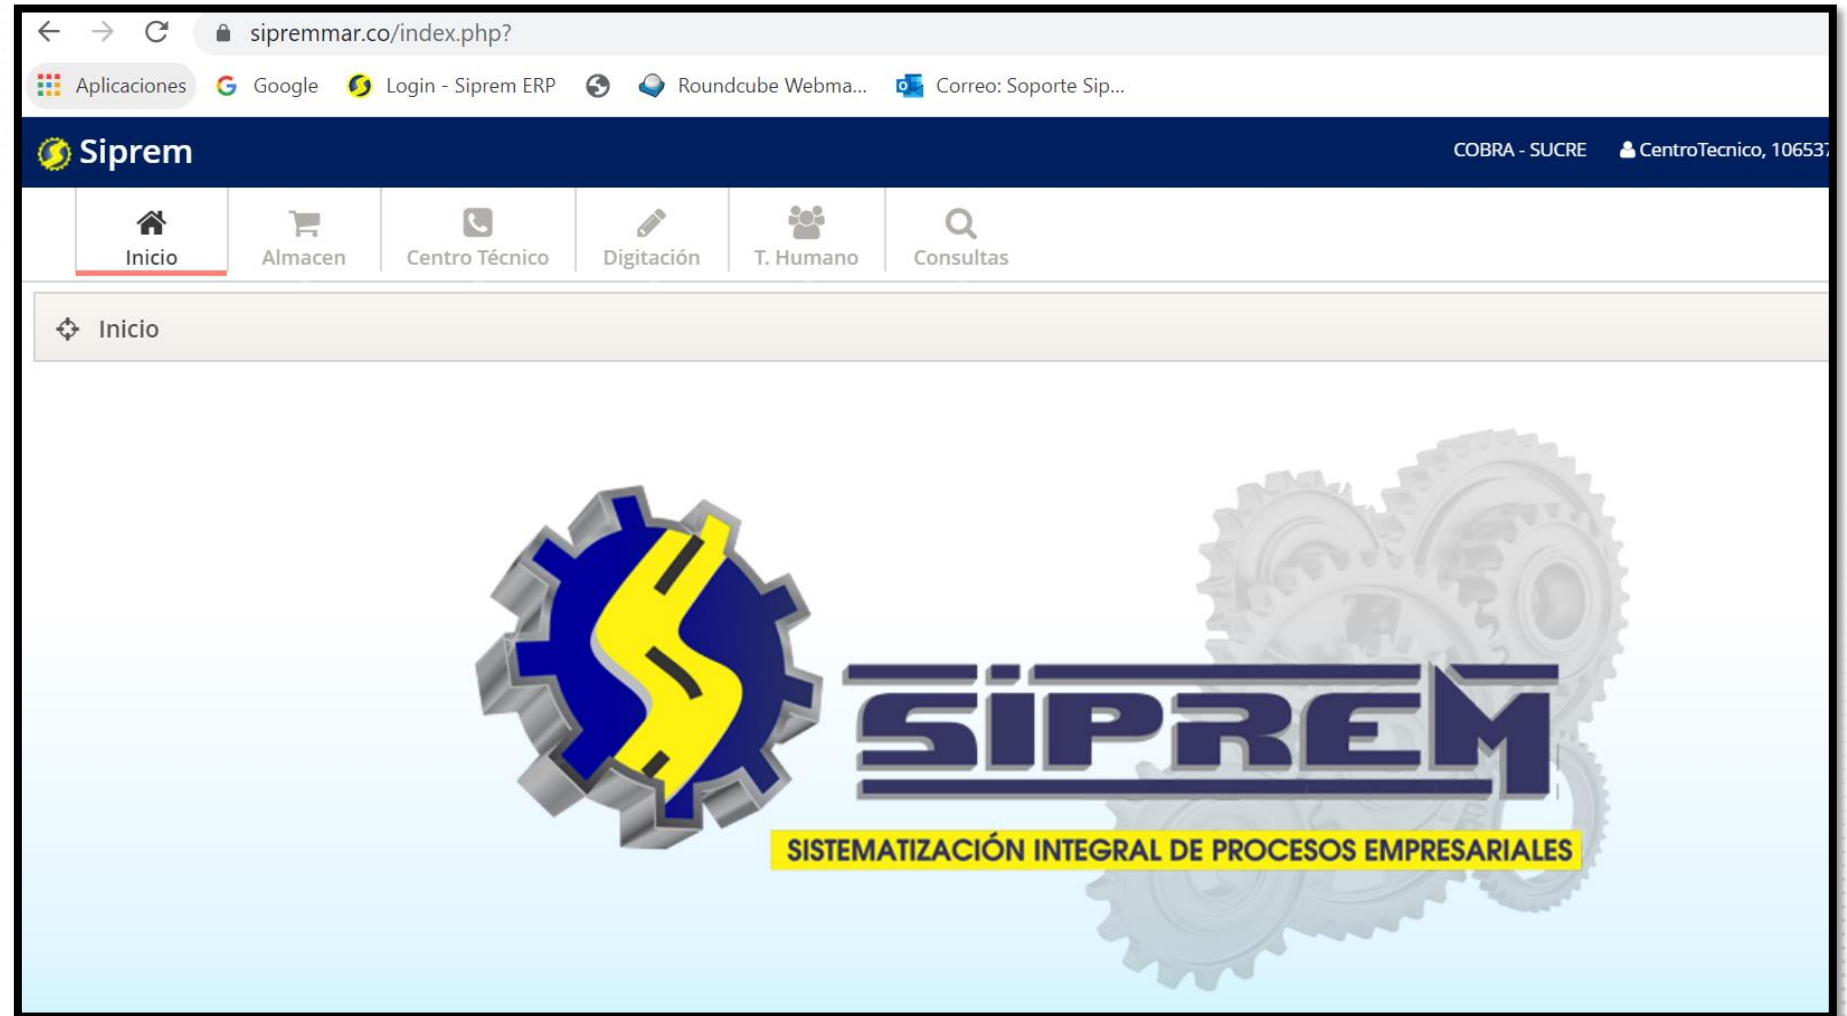 sipremmar.co/index.php?
Aplicaciones Google Login - Siprem ERP Roundcube Webma... Correo: Soporte Sip...
Siprem COBRA - SUCRE CentroTecnico, 106537
Inicio Almacen Centro Técnico Digitación T. Humano Consultas
Inicio
SIPREM
SISTEMATIZACIÓN INTEGRAL DE PROCESOS EMPRESARIALES